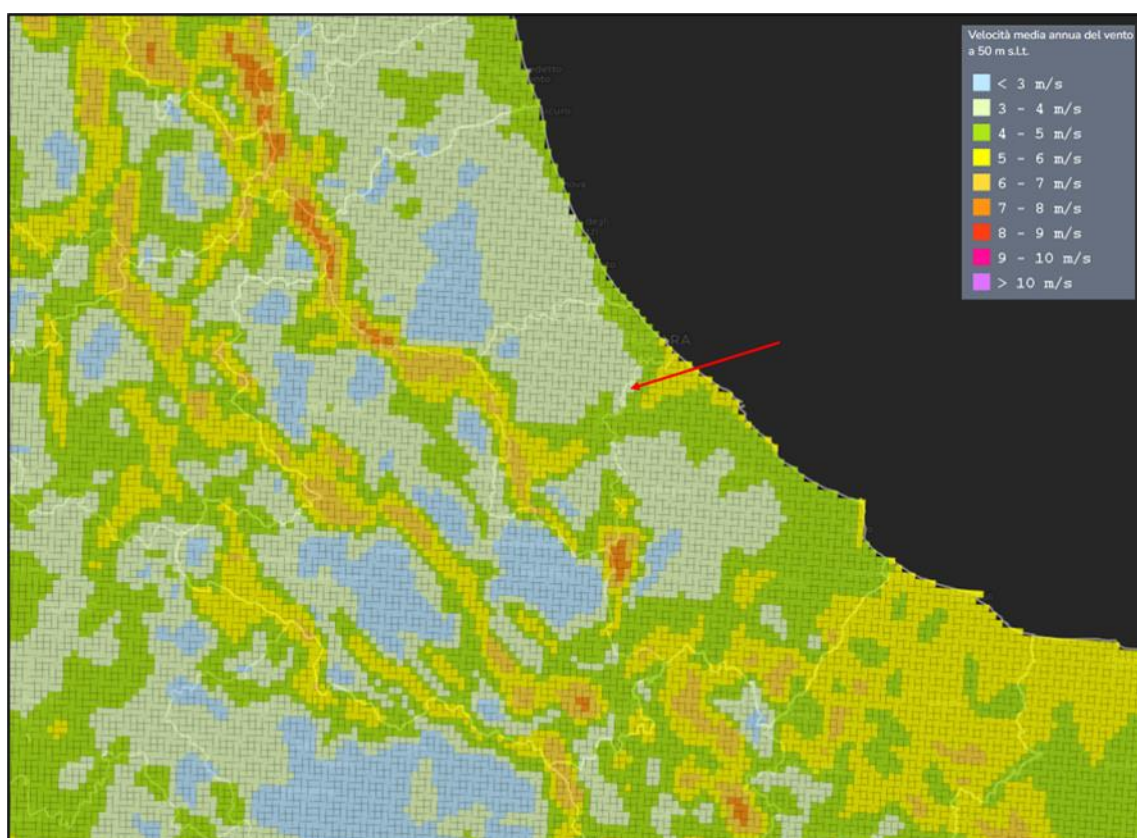 Velocità media annua del vento
a 50 m s.l.t.
< 3 m/s
3 - 4 m/s
4 - 5 m/s
5 - 6 m/s
6 - 7 m/s
7 - 8 m/s
8 - 9 m/s
9 - 10 m/s
> 10 m/s
RA